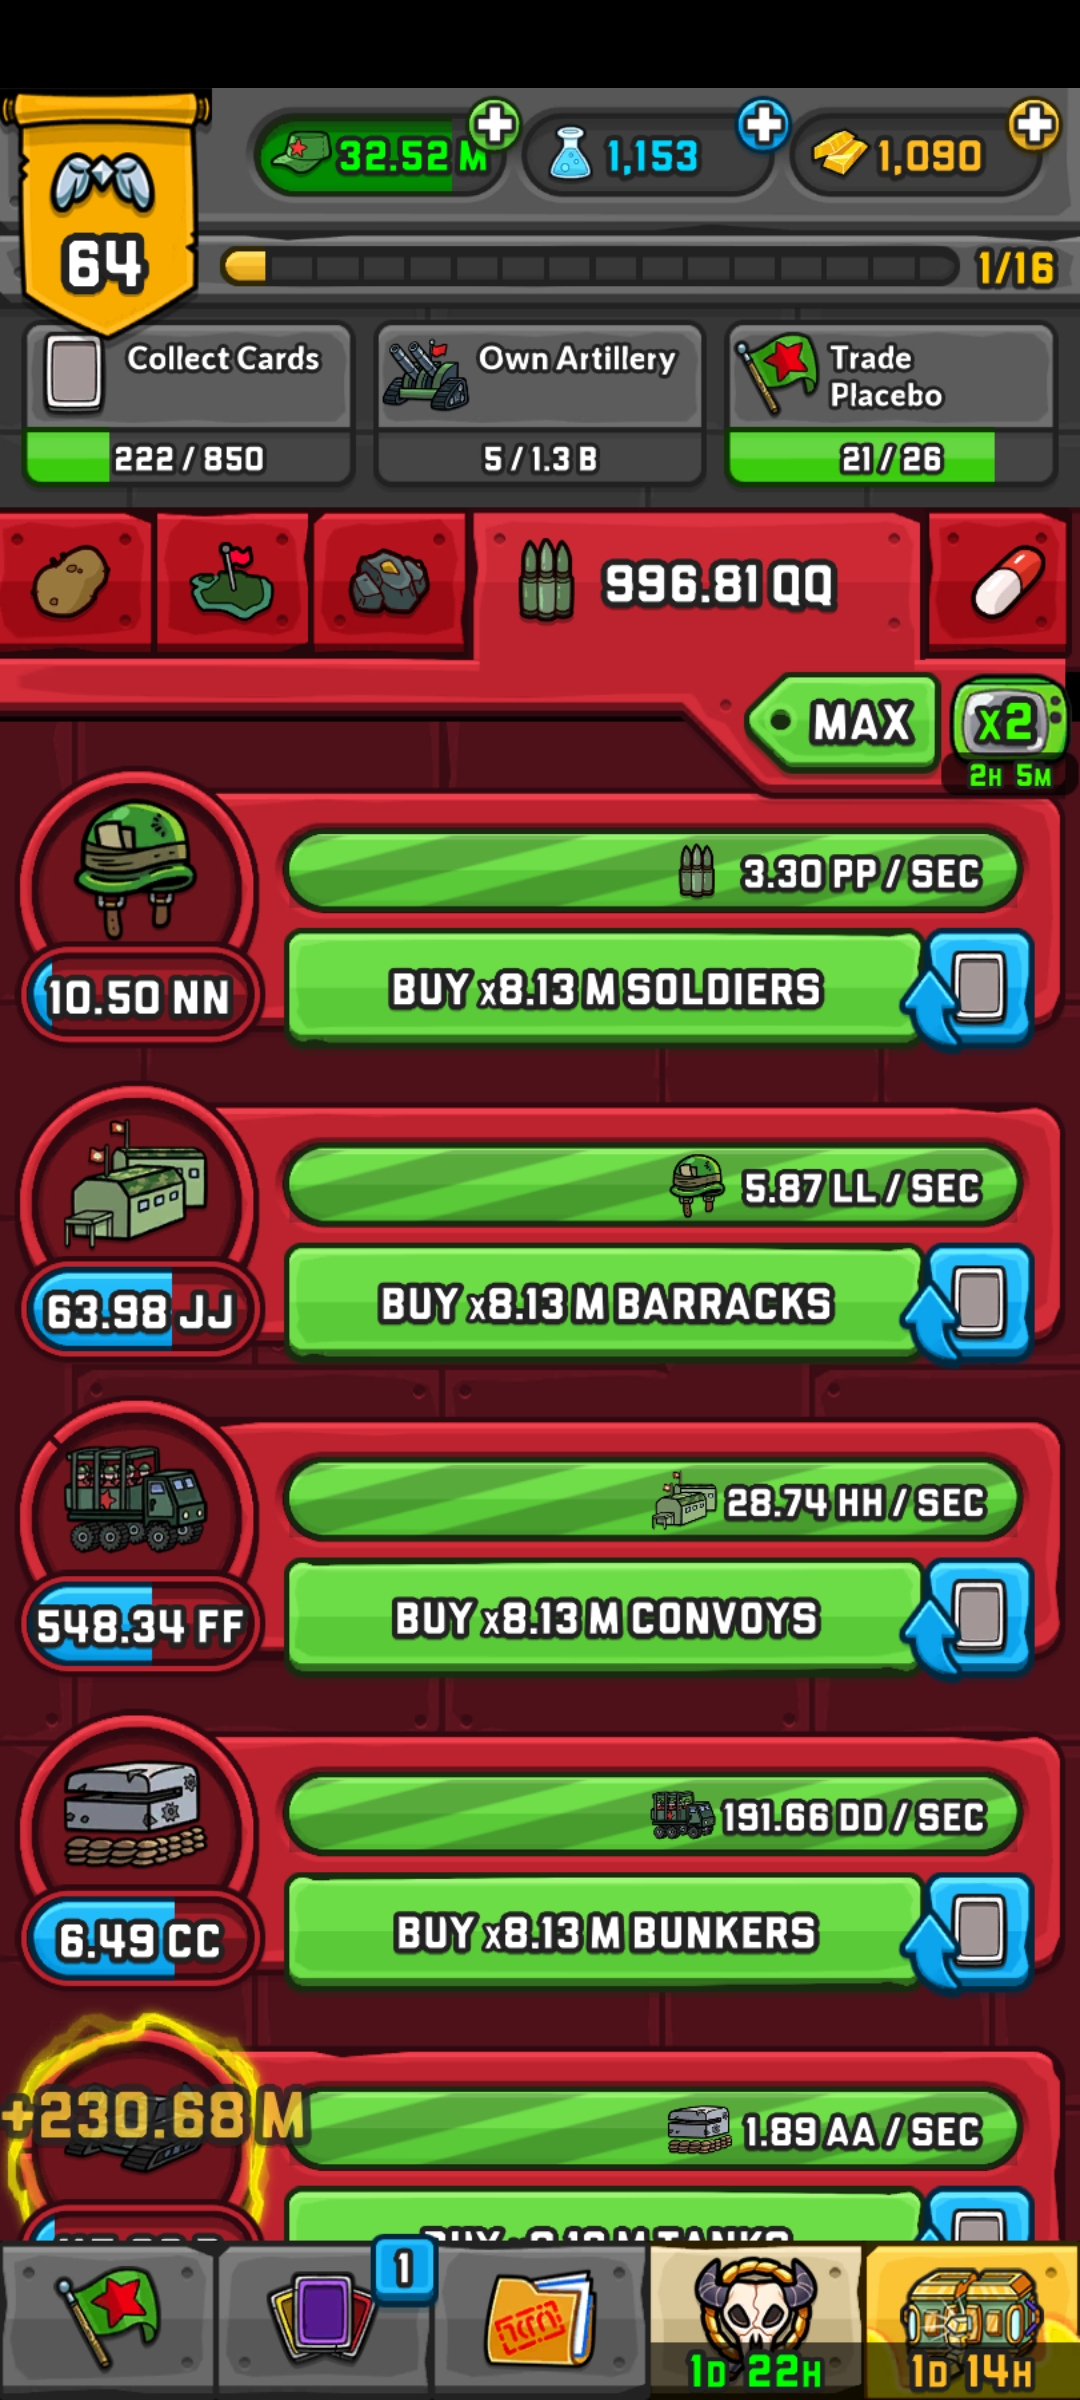 32.52 M
1,153
1,090
64
1/16
Collect Cards
222 / 850
Own Artillery
5 / 1.3 B
Trade
Placebo
21 / 26
996.81 QQ
MAX
x2
2H 5M
3.30 PP / SEC
10.50 NN
BUY x8.13 M SOLDIERS
5.87 LL / SEC
63.98 JJ
BUY x8.13 M BARRACKS
28.74 HH / SEC
548.34 FF
BUY x8.13 M CONVOYS
191.66 DD / SEC
6.49 CC
BUY x8.13 M BUNKERS
+230.68 M
1.89 AA / SEC
BUY x8.13 M TANKS
1
1D 22H
1D 14H